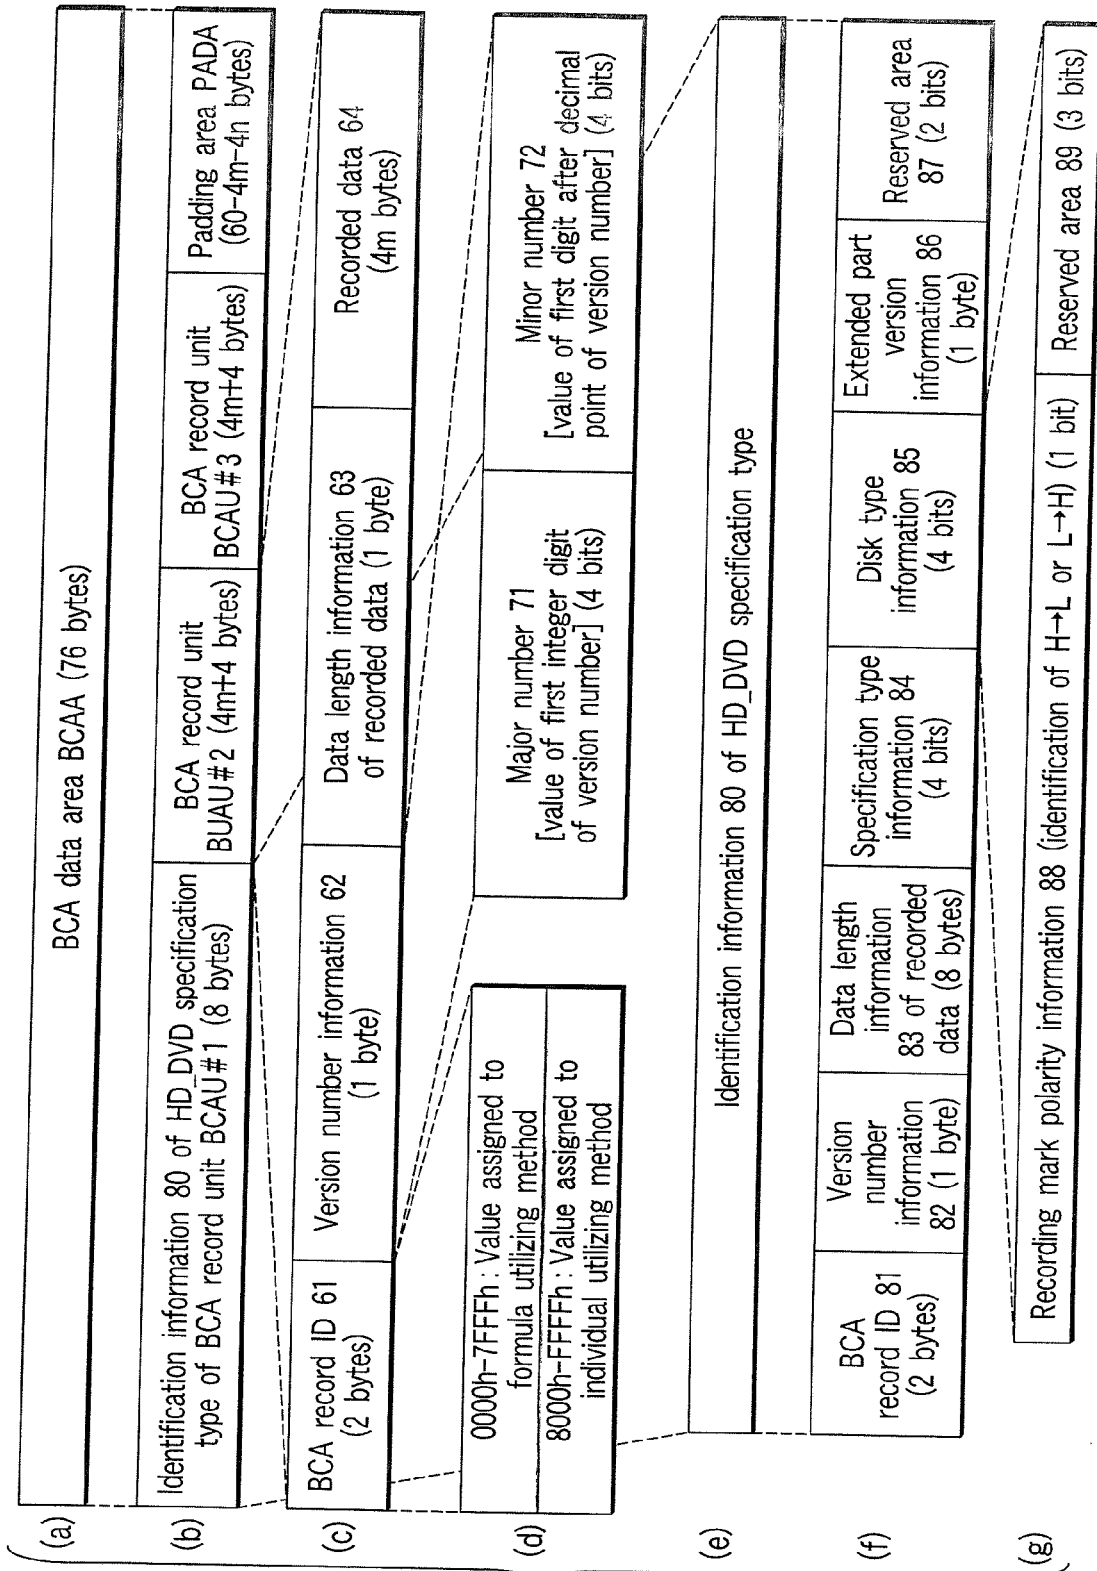 (a)
BCA data area BCAA (76 bytes)
(b)
Identification information 80 of HD_DVD specification
type of BCA record unit BCAU#1 (8 bytes)
BCA record unit
BUAU#2 (4m+4 bytes)
BCA record unit
BCAU#3 (4m+4 bytes)
Padding area PADA
(60-4m-4n bytes)
(c)
BCA record ID 61
(2 bytes)
Version number information 62
(1 byte)
Data length information 63
of recorded data (1 byte)
Recorded data 64
(4m bytes)
(d)
0000h-7FFFh: Value assigned to
formula utilizing method
8000h-FFFFh: Value assigned to
individual utilizing method
Major number 71
[value of first integer digit
of version number] (4 bits)
Minor number 72
[value of first digit after decimal
point of version number] (4 bits)
(e)
Identification information 80 of HD_DVD specification type
(f)
BCA
record ID 81
(2 bytes)
Version
number
information
82 (1 byte)
Data length
information
83 of recorded
data (8 bytes)
Specification type
information 84
(4 bits)
Disk type
information 85
(4 bits)
Extended part
version
information 86
(1 byte)
Reserved area
87 (2 bits)
(g)
Recording mark polarity information 88 (identification of H→L or L→H) (1 bit)
Reserved area 89 (3 bits)